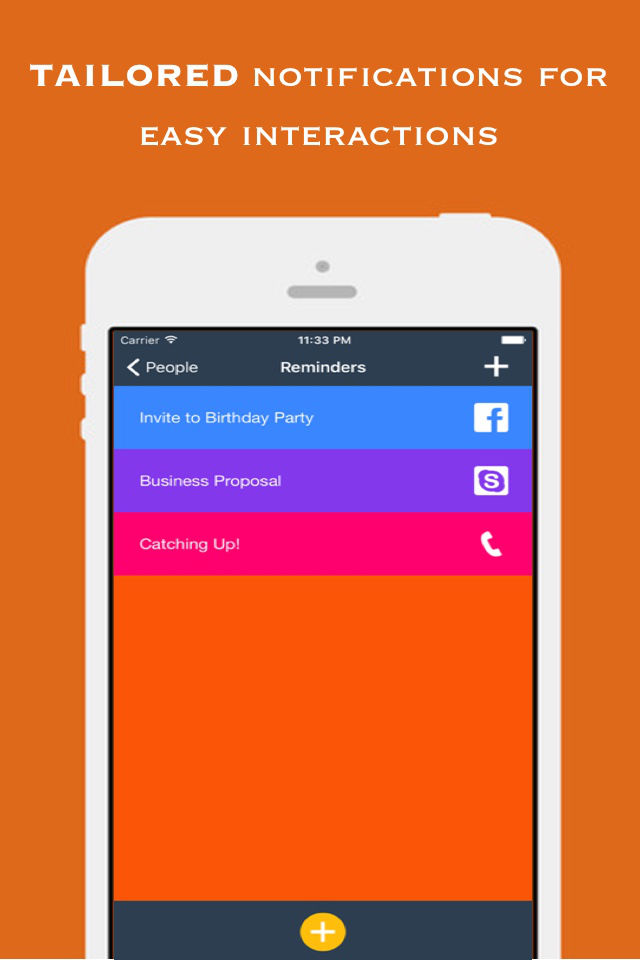 TAILORED NOTIFICATIONS FOR
EASY INTERACTIONS
Carrier 11:33 PM
People Reminders
Invite to Birthday Party
Business Proposal
Catching Up!